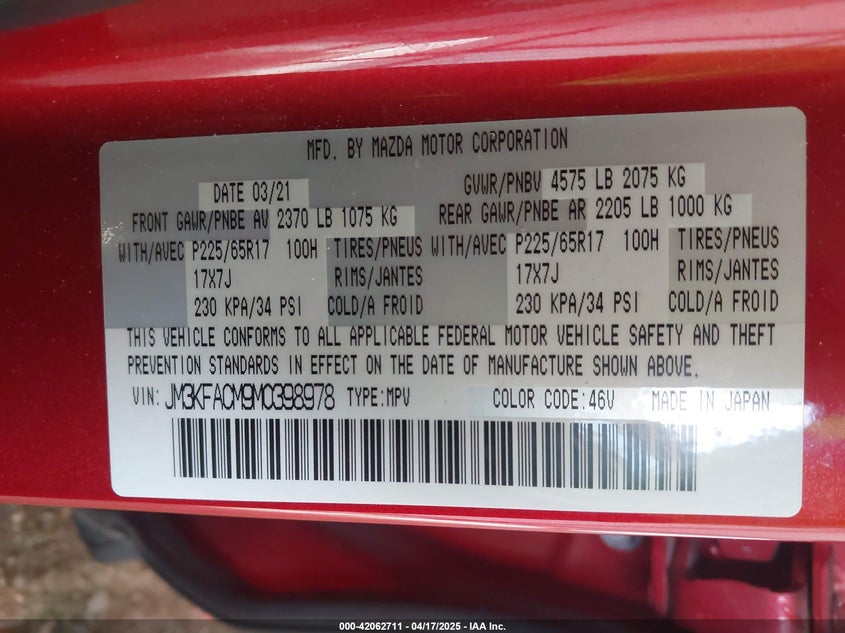 MFD. BY MAZDA MOTOR CORPORATION
DATE 03/21 GVWR/PNBV 4575 LB 2075 KG
FRONT GAWR/PNBE AV 2370 LB 1075 KG REAR GAWR/PNBE AR 2205 LB 1000 KG
WITH/AVEC P225/65R17 100H TIRES/PNEUS WITH/AVEC P225/65R17 100H TIRES/PNEUS
17X7J RIMS/JANTES 17X7J RIMS/JANTES
230 KPA/34 PSI COLD/A FROID 230 KPA/34 PSI COLD/A FROID
THIS VEHICLE CONFORMS TO ALL APPLICABLE FEDERAL MOTOR VEHICLE SAFETY AND THEFT
PREVENTION STANDARDS IN EFFECT ON THE DATE OF MANUFACTURE SHOWN ABOVE.
VIN: JM3KFACM9M0398978 TYPE:MPV COLOR CODE:46V MADE IN JAPAN
000-42062711 - 04/17/2025 - IAA Inc.